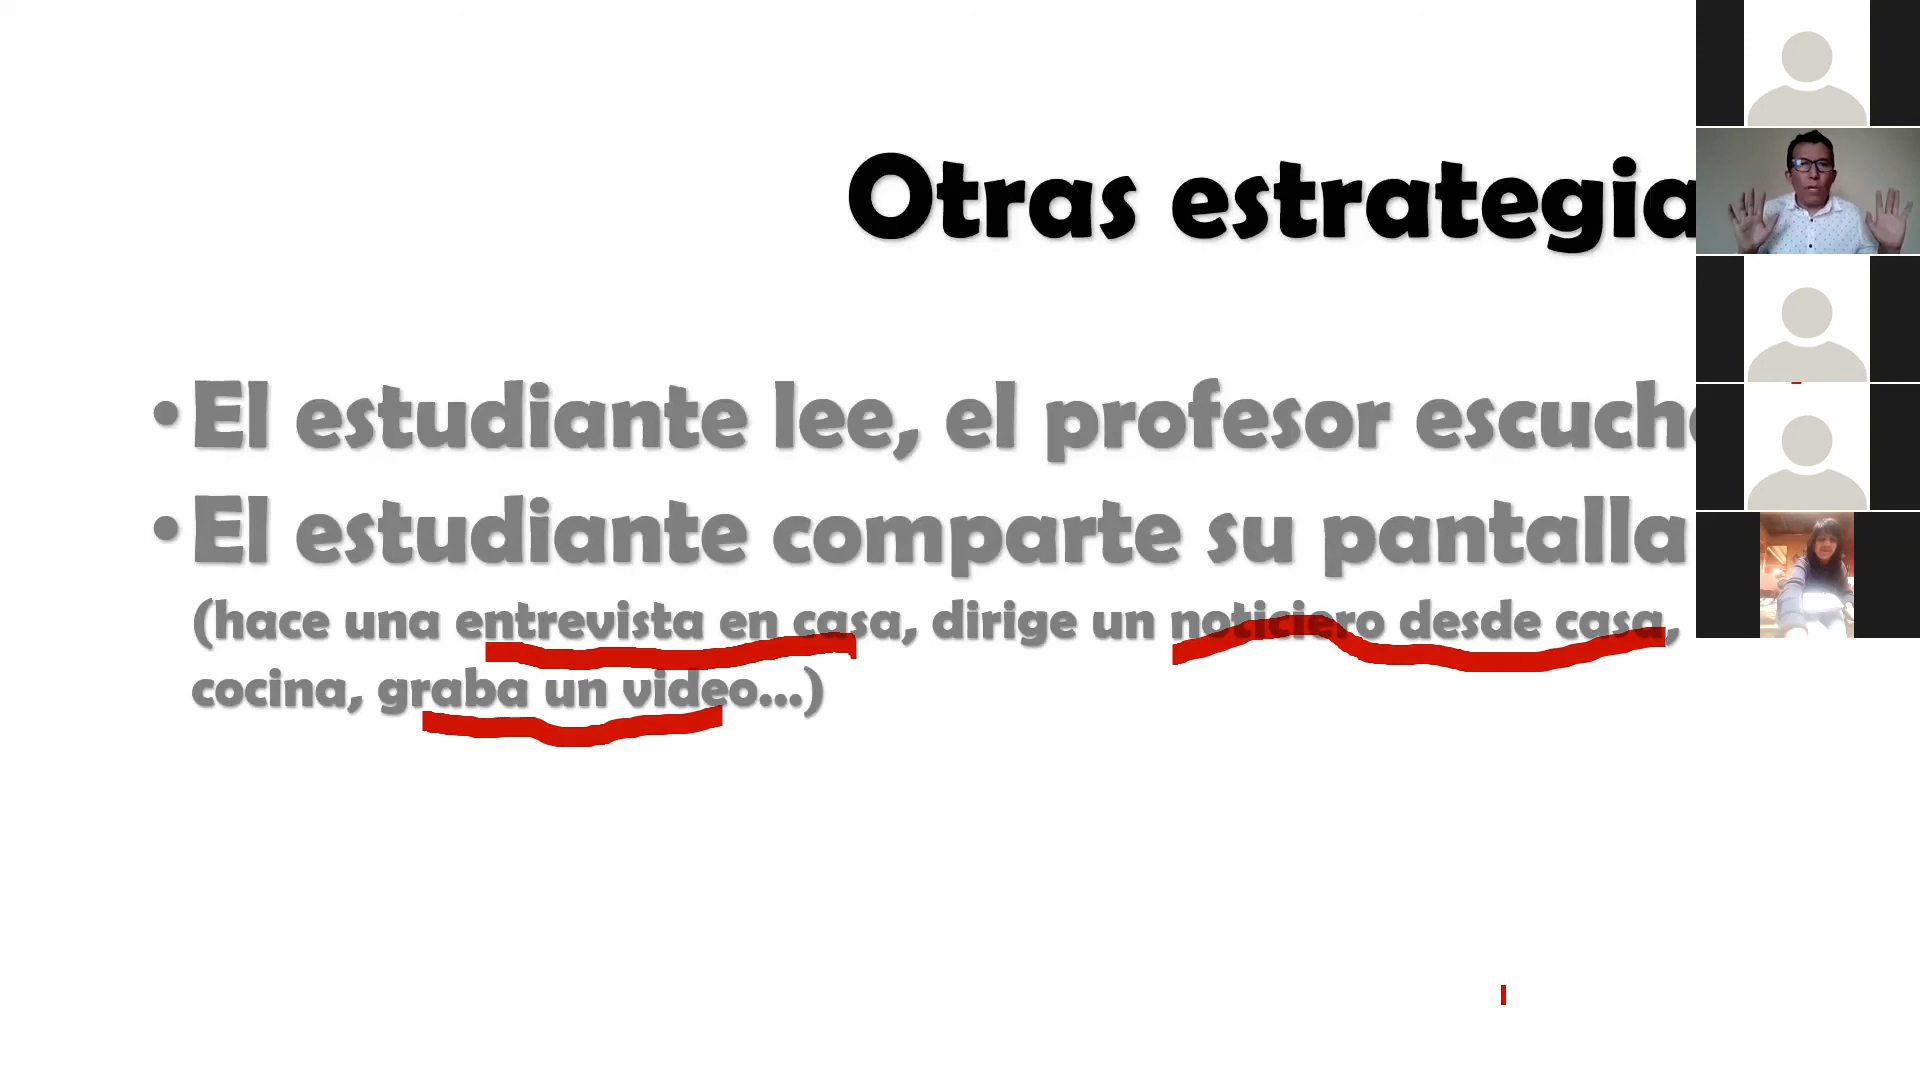 Otras estrategia
• El estudiante lee, el profesor escuch
• El estudiante comparte su pantalla
(hace una entrevista en casa, dirige un noticiero desde casa,
cocina, graba un video...)